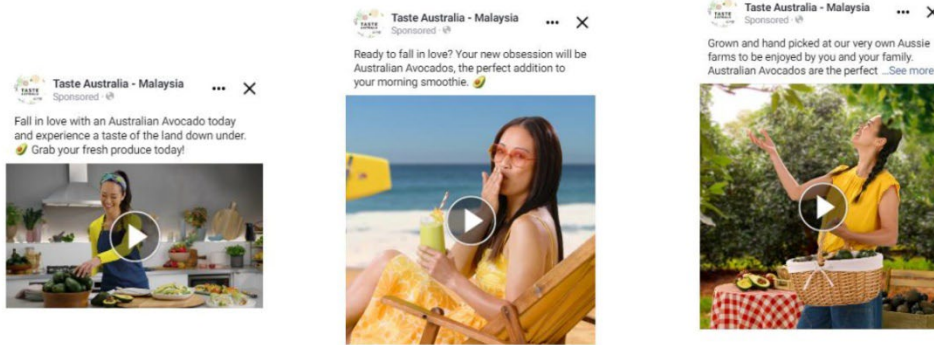 Taste Australia - Malaysia
Sponsored ·
Fall in love with an Australian Avocado today
and experience a taste of the land down under.
🥑 Grab your fresh produce today!
Taste Australia - Malaysia
Sponsored ·
Ready to fall in love? Your new obsession will be
Australian Avocados, the perfect addition to
your morning smoothie. 🥑
Taste Australia - Malaysia
Sponsored ·
Grown and hand picked at our very own Aussie
farms to be enjoyed by you and your family.
Australian Avocados are the perfect ...See more